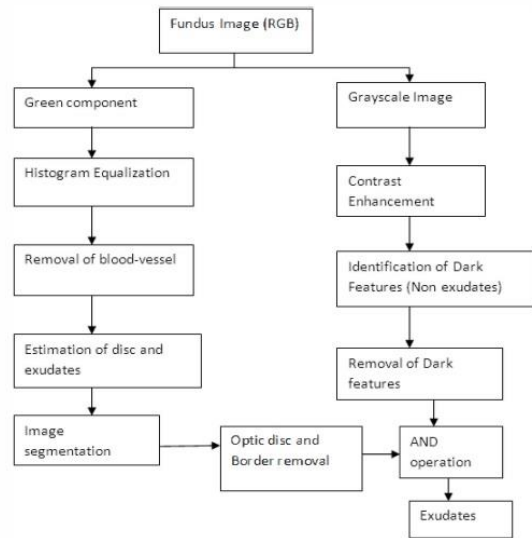 Fundus Image (RGB)
Green component
Grayscale Image
Histogram Equalization
Contrast
Enhancement
Removal of blood-vessel
Identification of Dark
Features (Non exudates)
Estimation of disc and
exudates
Removal of Dark
features
Image
segmentation
Optic disc and
Border removal
AND
operation
Exudates